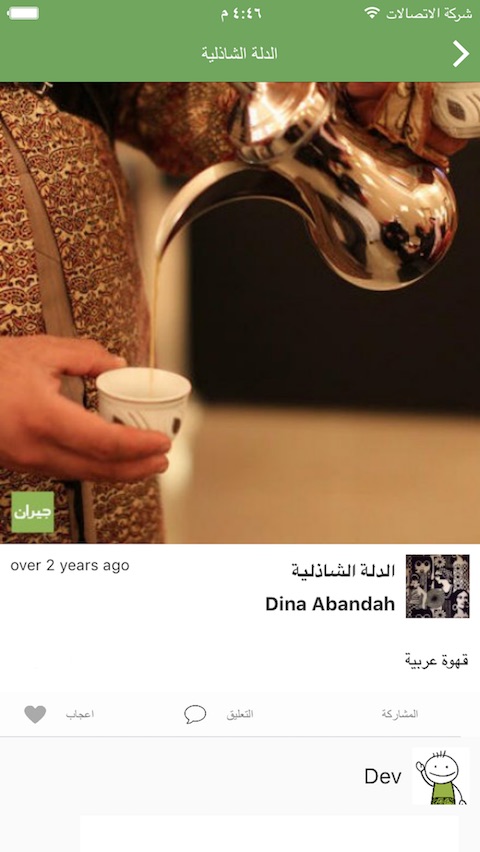 شركة الاتصالات ٤:٤٦ م
الدلة الشاذلية
جيران
الدلة الشاذلية over 2 years ago
Dina Abandah
قهوة عربية
المشاركة التعليق اعجاب
Dev